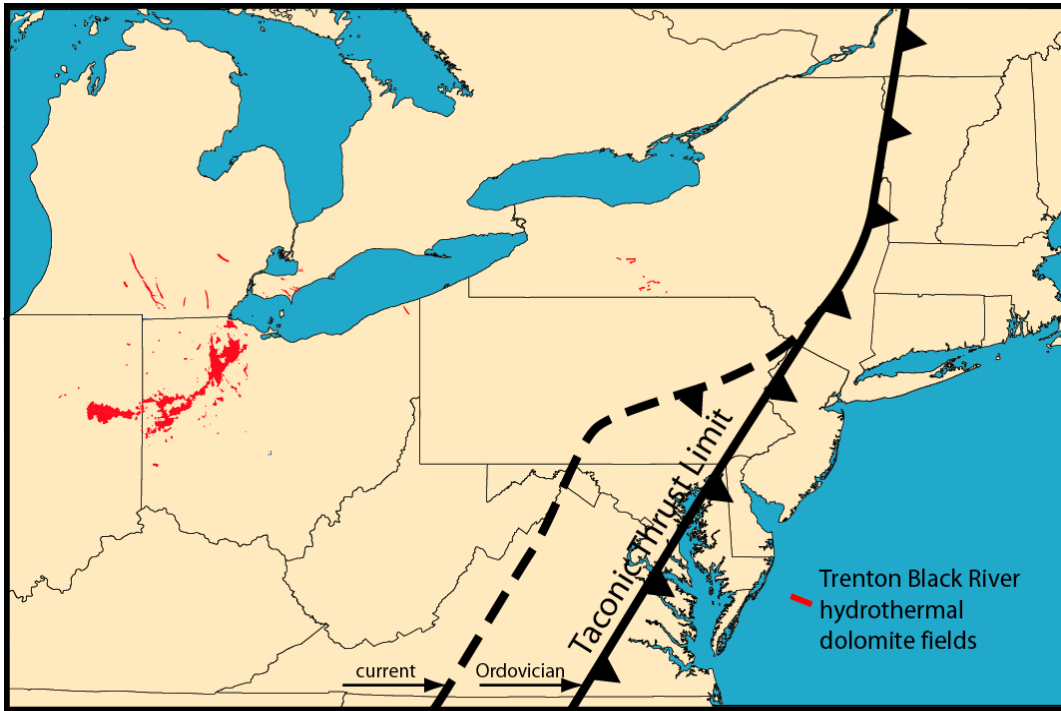 Taconic Thrust Limit
Trenton Black River
hydrothermal
dolomite fields
current
Ordovician